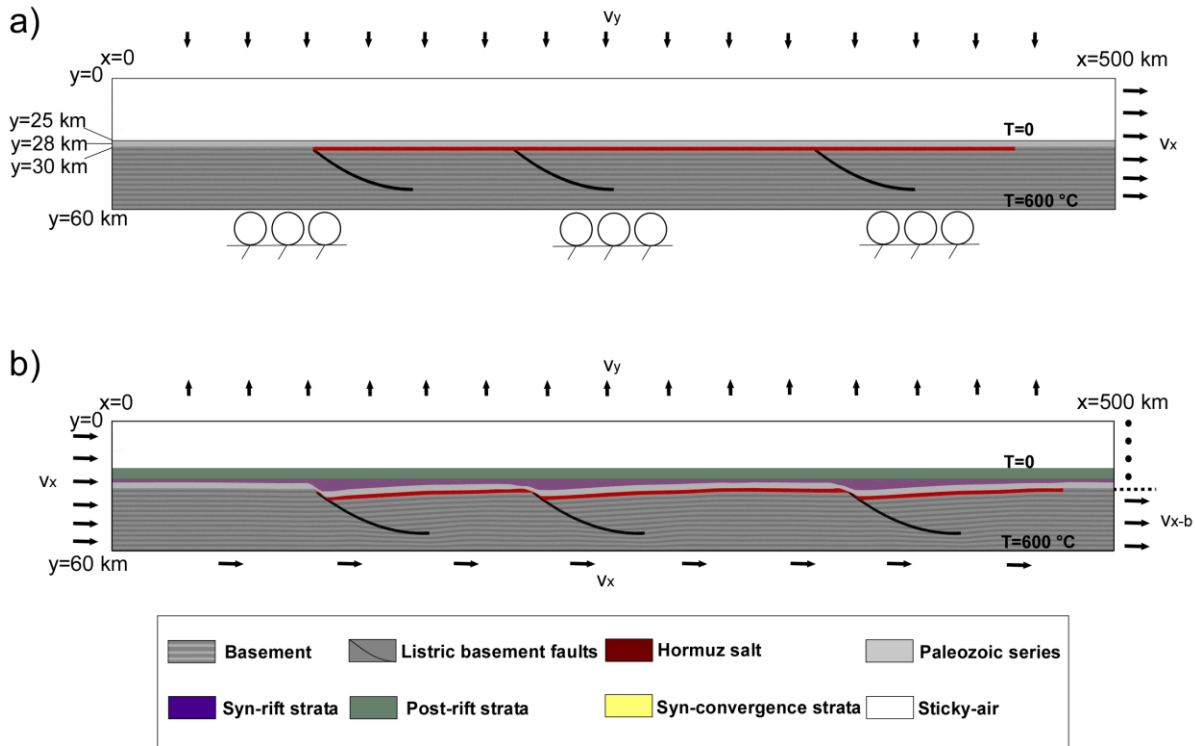 a)
vy
x=0
x=500 km
y=0
y=25 km
T=0
y=28 km
vx
y=30 km
T=600 °C
y=60 km
b)
vy
x=0
x=500 km
y=0
T=0
vx
vx-b
T=600 °C
y=60 km
vx
Basement
Listric basement faults
Hormuz salt
Paleozoic series
Syn-rift strata
Post-rift strata
Syn-convergence strata
Sticky-air